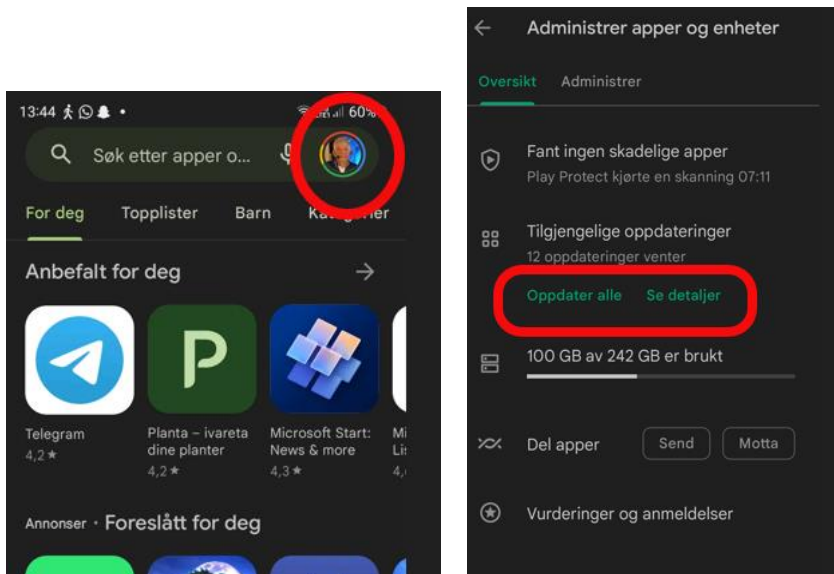 13:44
60%
Søk etter apper o...
For deg Topplister Barn Kategorier
Anbefalt for deg
Telegram
4,2★
Planta – ivareta
dine planter
4,2★
Microsoft Start:
News & more
4,3★
Mi
4,
Annonser • Foreslått for deg
Administrer apper og enheter
Oversikt Administrer
Fant ingen skadelige apper
Play Protect kjørte en skanning 07:11
Tilgjengelige oppdateringer
12 oppdateringer venter
Oppdater alle Se detaljer
100 GB av 242 GB er brukt
Del apper Send Motta
Vurderinger og anmeldelser